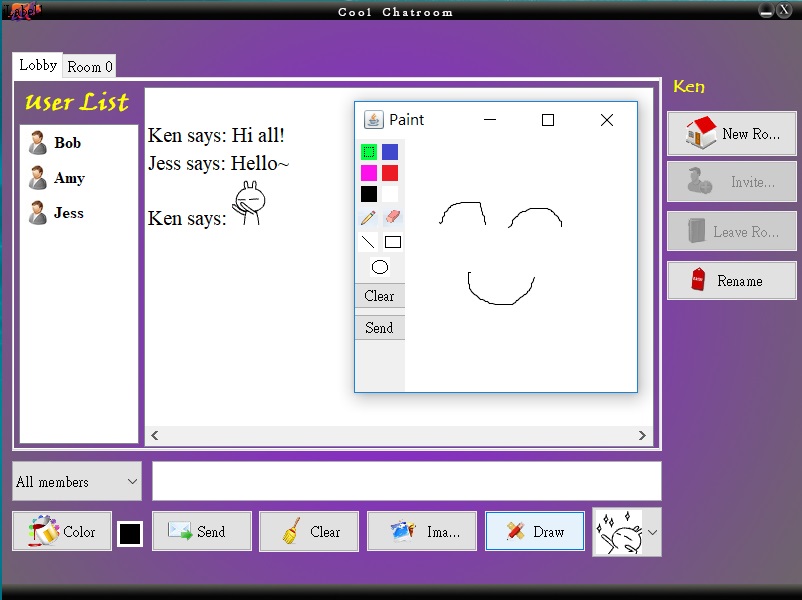 Label
Cool Chatroom
X
Lobby
Room 0
User List
Bob
Amy
Jess
Ken says: Hi all!
Jess says: Hello~
Ken says:
Paint
Clear
Send
Ken
New Ro...
Invite...
Leave Ro...
Rename
All members
Color
Send
Clear
Ima...
Draw